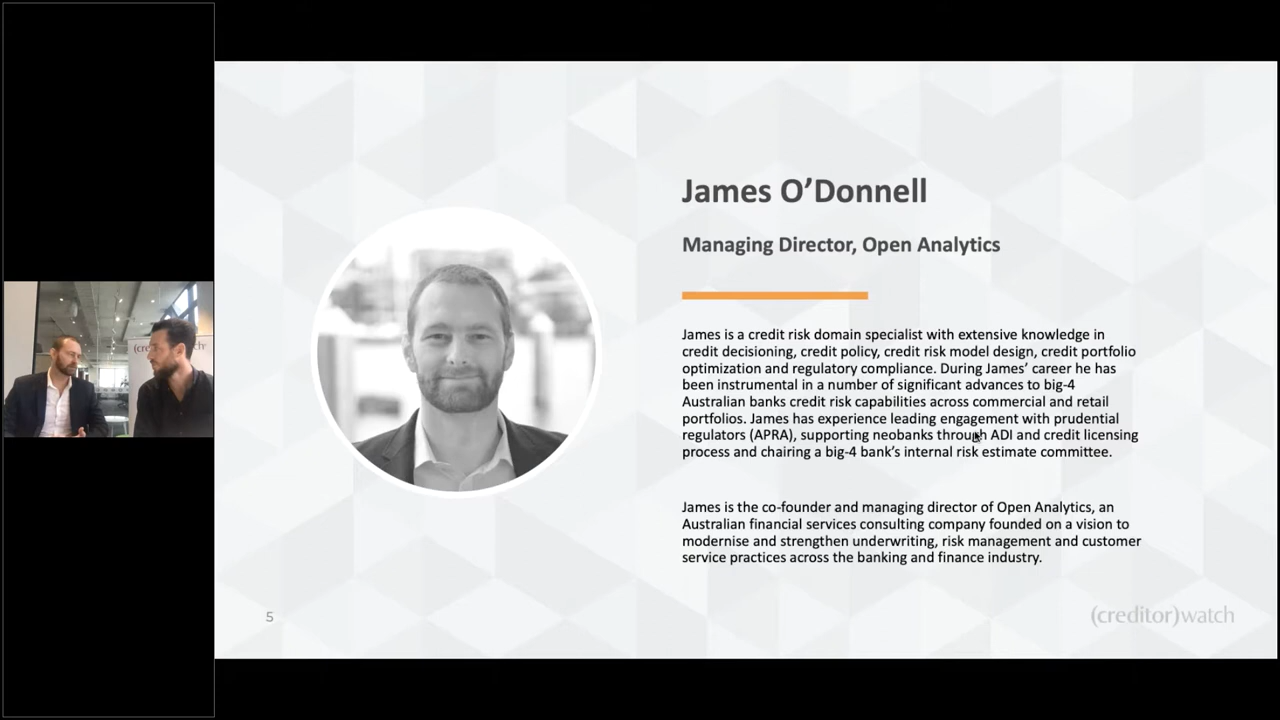 James O’Donnell
Managing Director, Open Analytics
James is a credit risk domain specialist with extensive knowledge in
credit decisioning, credit policy, credit risk model design, credit portfolio
optimization and regulatory compliance. During James’ career he has
been instrumental in a number of significant advances to big-4
Australian banks credit risk capabilities across commercial and retail
portfolios. James has experience leading engagement with prudential
regulators (APRA), supporting neobanks through ADI and credit licensing
process and chairing a big-4 bank’s internal risk estimate committee.
James is the co-founder and managing director of Open Analytics, an
Australian financial services consulting company founded on a vision to
modernise and strengthen underwriting, risk management and customer
service practices across the banking and finance industry.
5
(creditor)watch